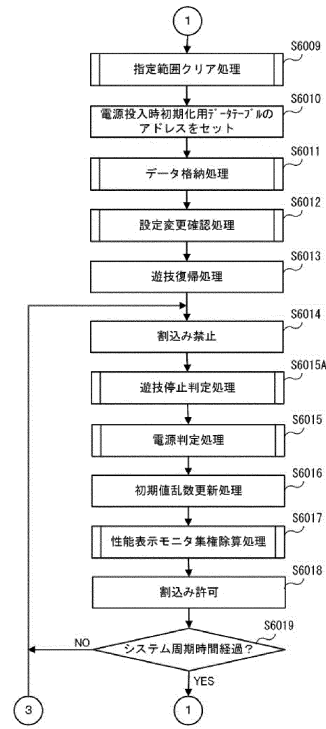 1
S6009
指定範囲クリア処理
S6010
電源投入時初期化用ﾃﾞｰﾀﾃｰﾌﾞﾙの
アドレスをセット
S6011
データ格納処理
S6012
設定変更確認処理
S6013
遊技復帰処理
S6014
割込み禁止
S6015A
遊技停止判定処理
S6015
電源判定処理
S6016
初期値乱数更新処理
S6017
性能表示モニタ集権除算処理
S6018
割込み許可
S6019
システム周期時間経過？
NO
YES
3
1